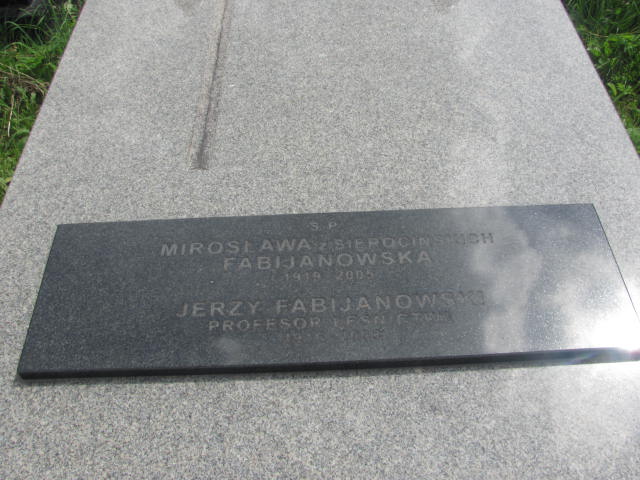 Ś.P.
MIROSŁAWA z SIEROCIŃSKICH
FABIJANOWSKA
1919 2005
JERZY FABIJANOWSKI
PROFESOR LEŚNICTWA